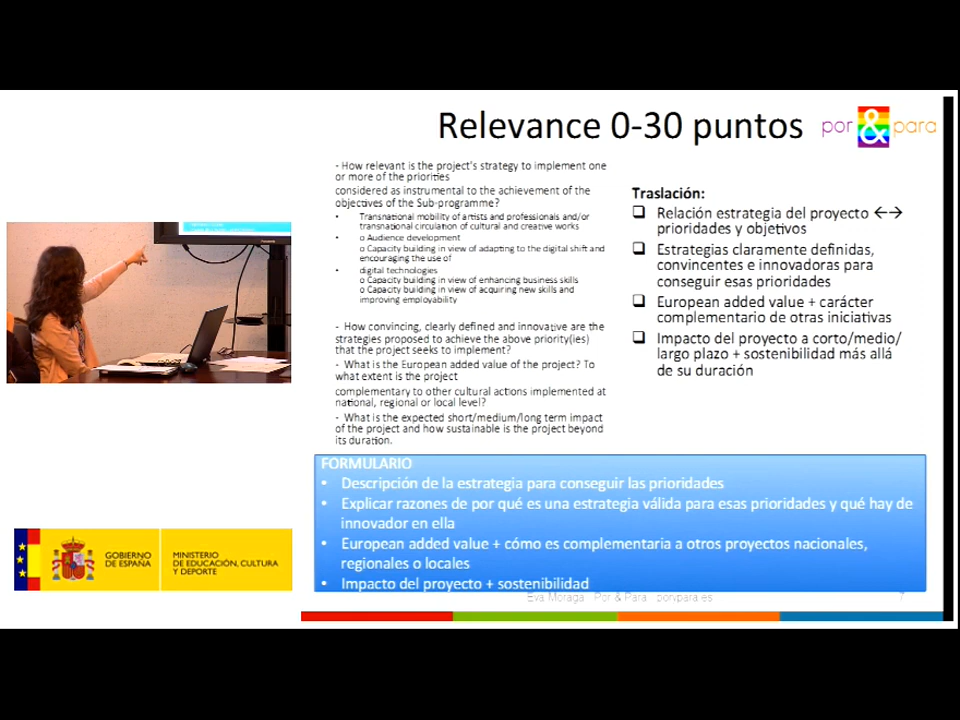 Relevance 0-30 puntos
por & para
- How relevant is the project's strategy to implement one
or more of the priorities
considered as instrumental to the achievement of the
objectives of the Sub-programme?
• Transnational mobility of artists and professionals and/or
transnational circulation of cultural and creative works
• o Audience development
o Capacity building in view of adapting to the digital shift and
encouraging the use of
• digital technologies
o Capacity building in view of enhancing business skills
o Capacity building in view of acquiring new skills and
improving employability
- How convincing, clearly defined and innovative are the
strategies proposed to achieve the above priority(ies)
that the project seeks to implement?
- What is the European added value of the project? To
what extent is the project
complementary to other cultural actions implemented at
national, regional or local level?
- What is the expected short/medium/long term impact
of the project and how sustainable is the project beyond
its duration.
Traslación:
❑ Relación estrategia del proyecto ←→
prioridades y objetivos
❑ Estrategias claramente definidas,
convincentes e innovadoras para
conseguir esas prioridades
❑ European added value + carácter
complementario de otras iniciativas
❑ Impacto del proyecto a corto/medio/
largo plazo + sostenibilidad más allá
de su duración
FORMULARIO
• Descripción de la estrategia para conseguir las prioridades
• Explicar razones de por qué es una estrategia válida para esas prioridades y qué hay de
innovador en ella
• European added value + cómo es complementaria a otros proyectos nacionales,
regionales o locales
• Impacto del proyecto + sostenibilidad
Eva Moraga Por & Para porypara.es
7
GOBIERNO
DE ESPAÑA
MINISTERIO
DE EDUCACIÓN, CULTURA
Y DEPORTE